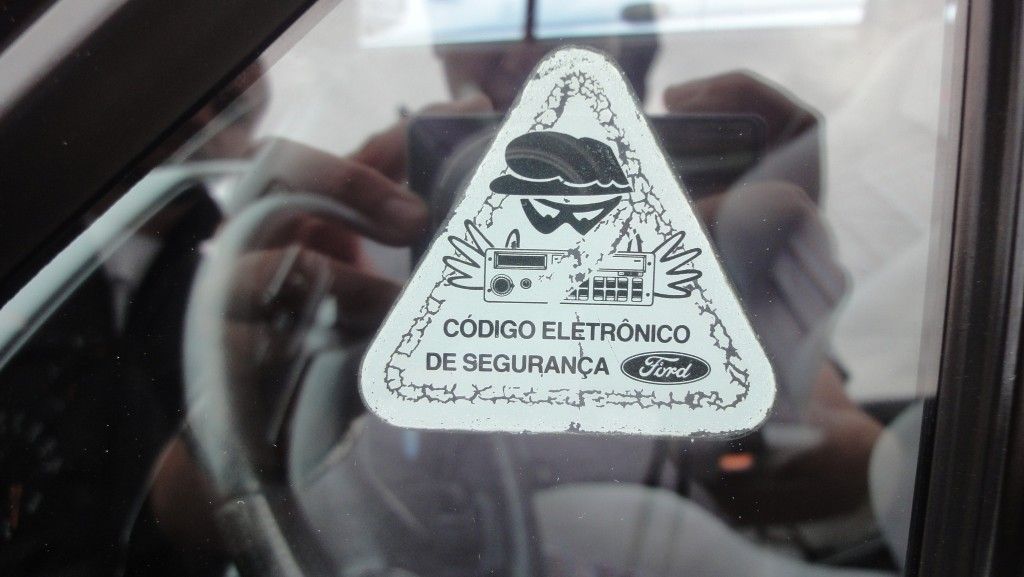 CÓDIGO ELETRÔNICO
DE SEGURANÇA Ford